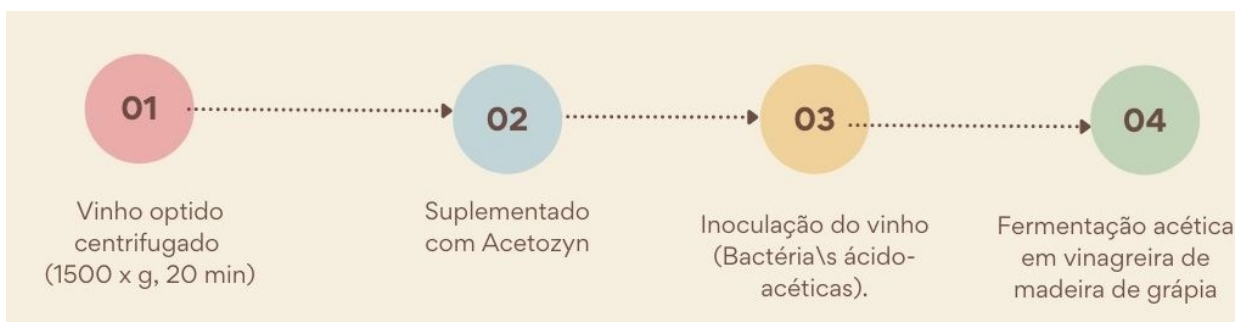 01
02
03
04
Vinho optido
centrifugado
(1500 x g, 20 min)
Suplementado
com Acetozyn
Inoculação do vinho
(Bactéria\s ácido-
acéticas).
Fermentação acética
em vinagreira de
madeira de grápia